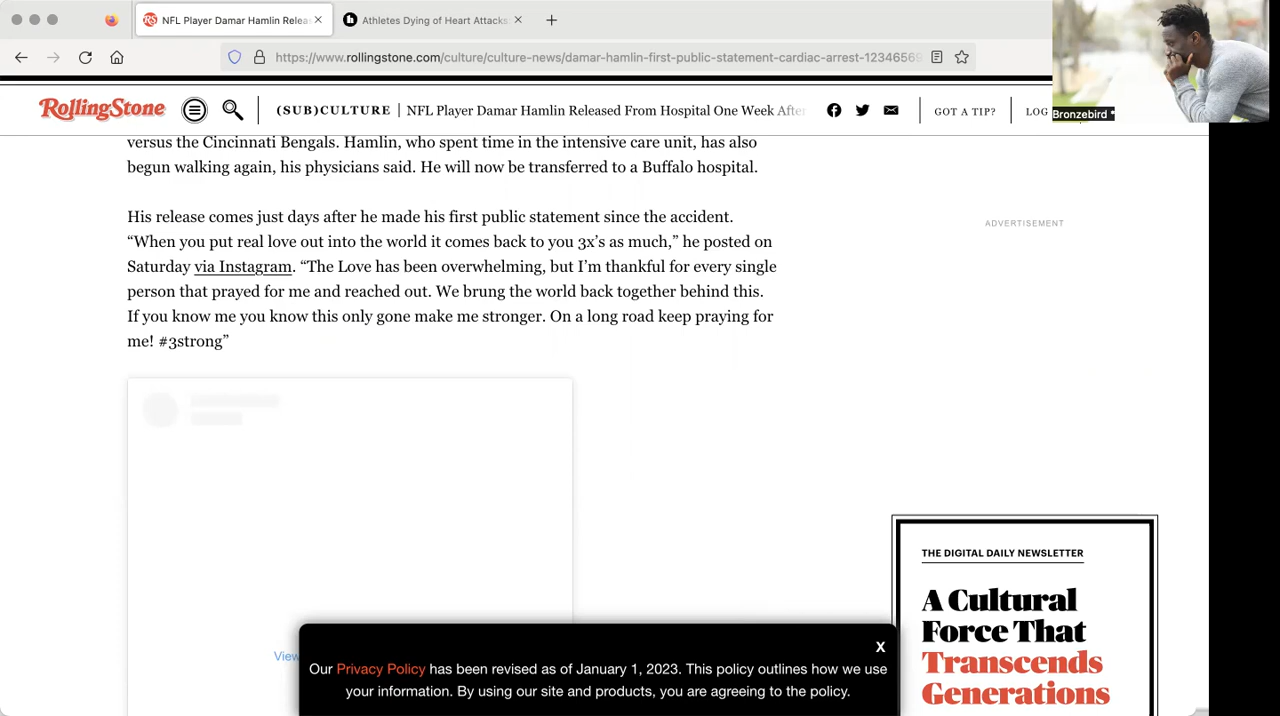 NFL Player Damar Hamlin Relea
Athletes Dying of Heart Attacks
https://www.rollingstone.com/culture/culture-news/damar-hamlin-first-public-statement-cardiac-arrest-12346569
Bronzebird
RollingStone
(SUB)CULTURE
NFL Player Damar Hamlin Released From Hospital One Week After
GOT A TIP?
LOG
versus the Cincinnati Bengals. Hamlin, who spent time in the intensive care unit, has also
begun walking again, his physicians said. He will now be transferred to a Buffalo hospital.
His release comes just days after he made his first public statement since the accident.
“When you put real love out into the world it comes back to you 3x’s as much,” he posted on
Saturday via Instagram. “The Love has been overwhelming, but I’m thankful for every single
person that prayed for me and reached out. We brung the world back together behind this.
If you know me you know this only gone make me stronger. On a long road keep praying for
me! #3strong”
ADVERTISEMENT
THE DIGITAL DAILY NEWSLETTER
A Cultural
Force That
Transcends
Generations
View
X
Our Privacy Policy has been revised as of January 1, 2023. This policy outlines how we use
your information. By using our site and products, you are agreeing to the policy.